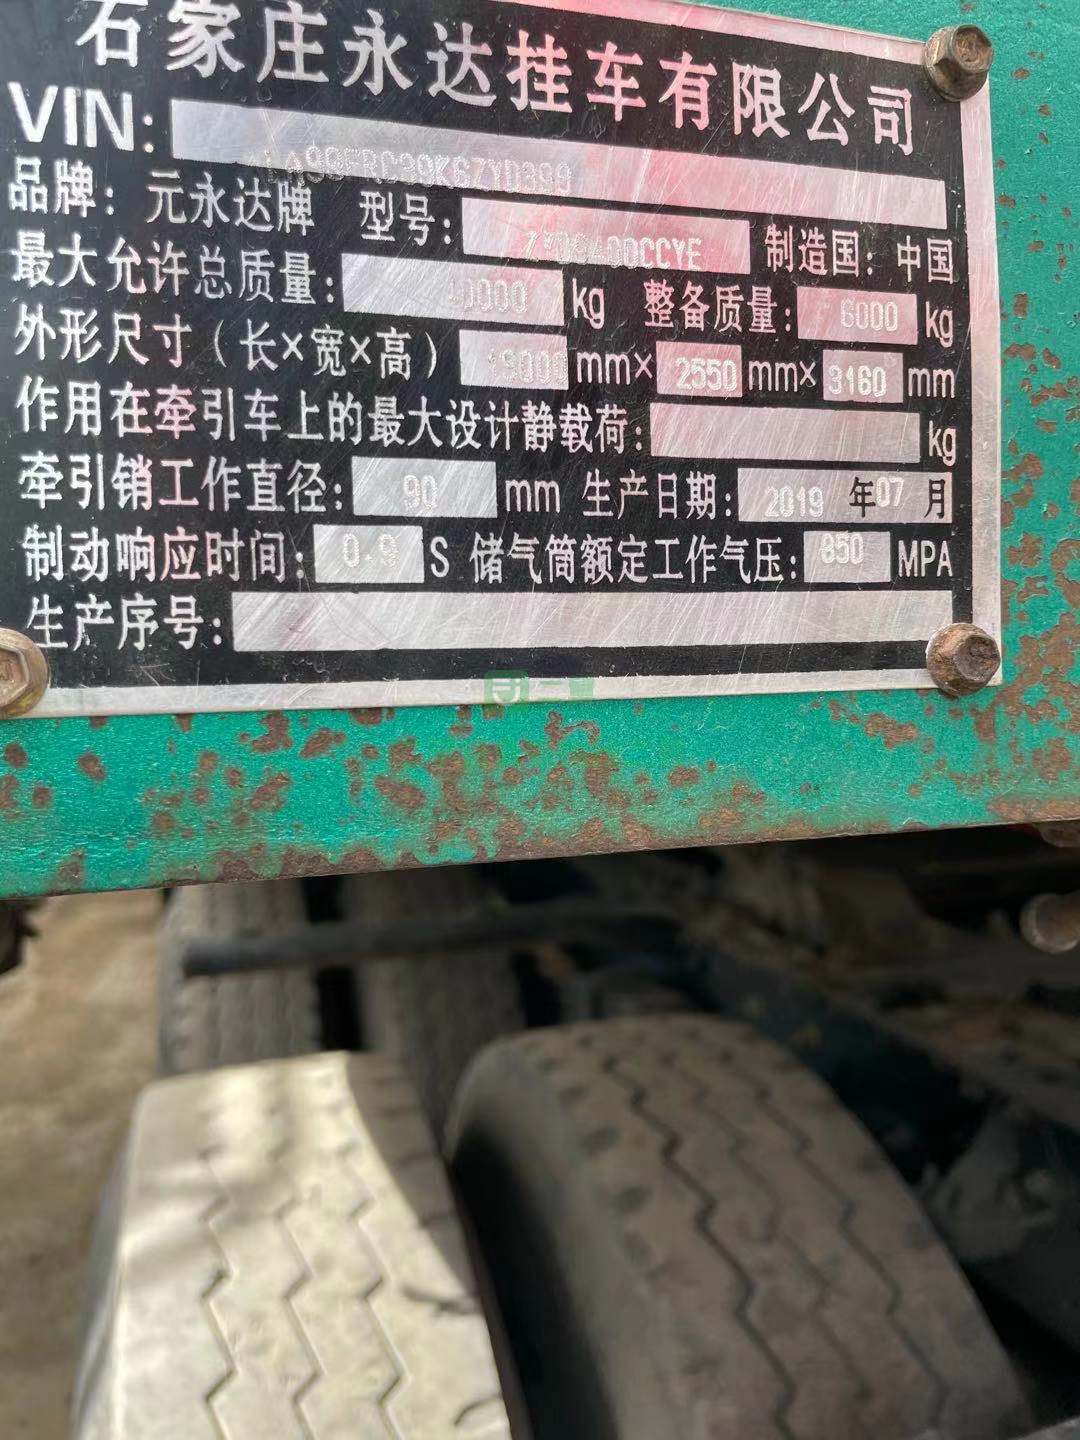 石家庄永达挂车有限公司
VIN: LA99FRC39K6ZYD399
品牌: 元永达牌 型号: 制造国: 中国
最大允许总质量: kg 整备质量: 6000 kg
外形尺寸（长×宽×高） 13000 mm× 2550 mm× 3160 mm
作用在牵引车上的最大设计静载荷: kg
牵引销工作直径: 90 mm 生产日期: 2019 年 07 月
制动响应时间: S 储气筒额定工作气压: 850 MPA
生产序号: